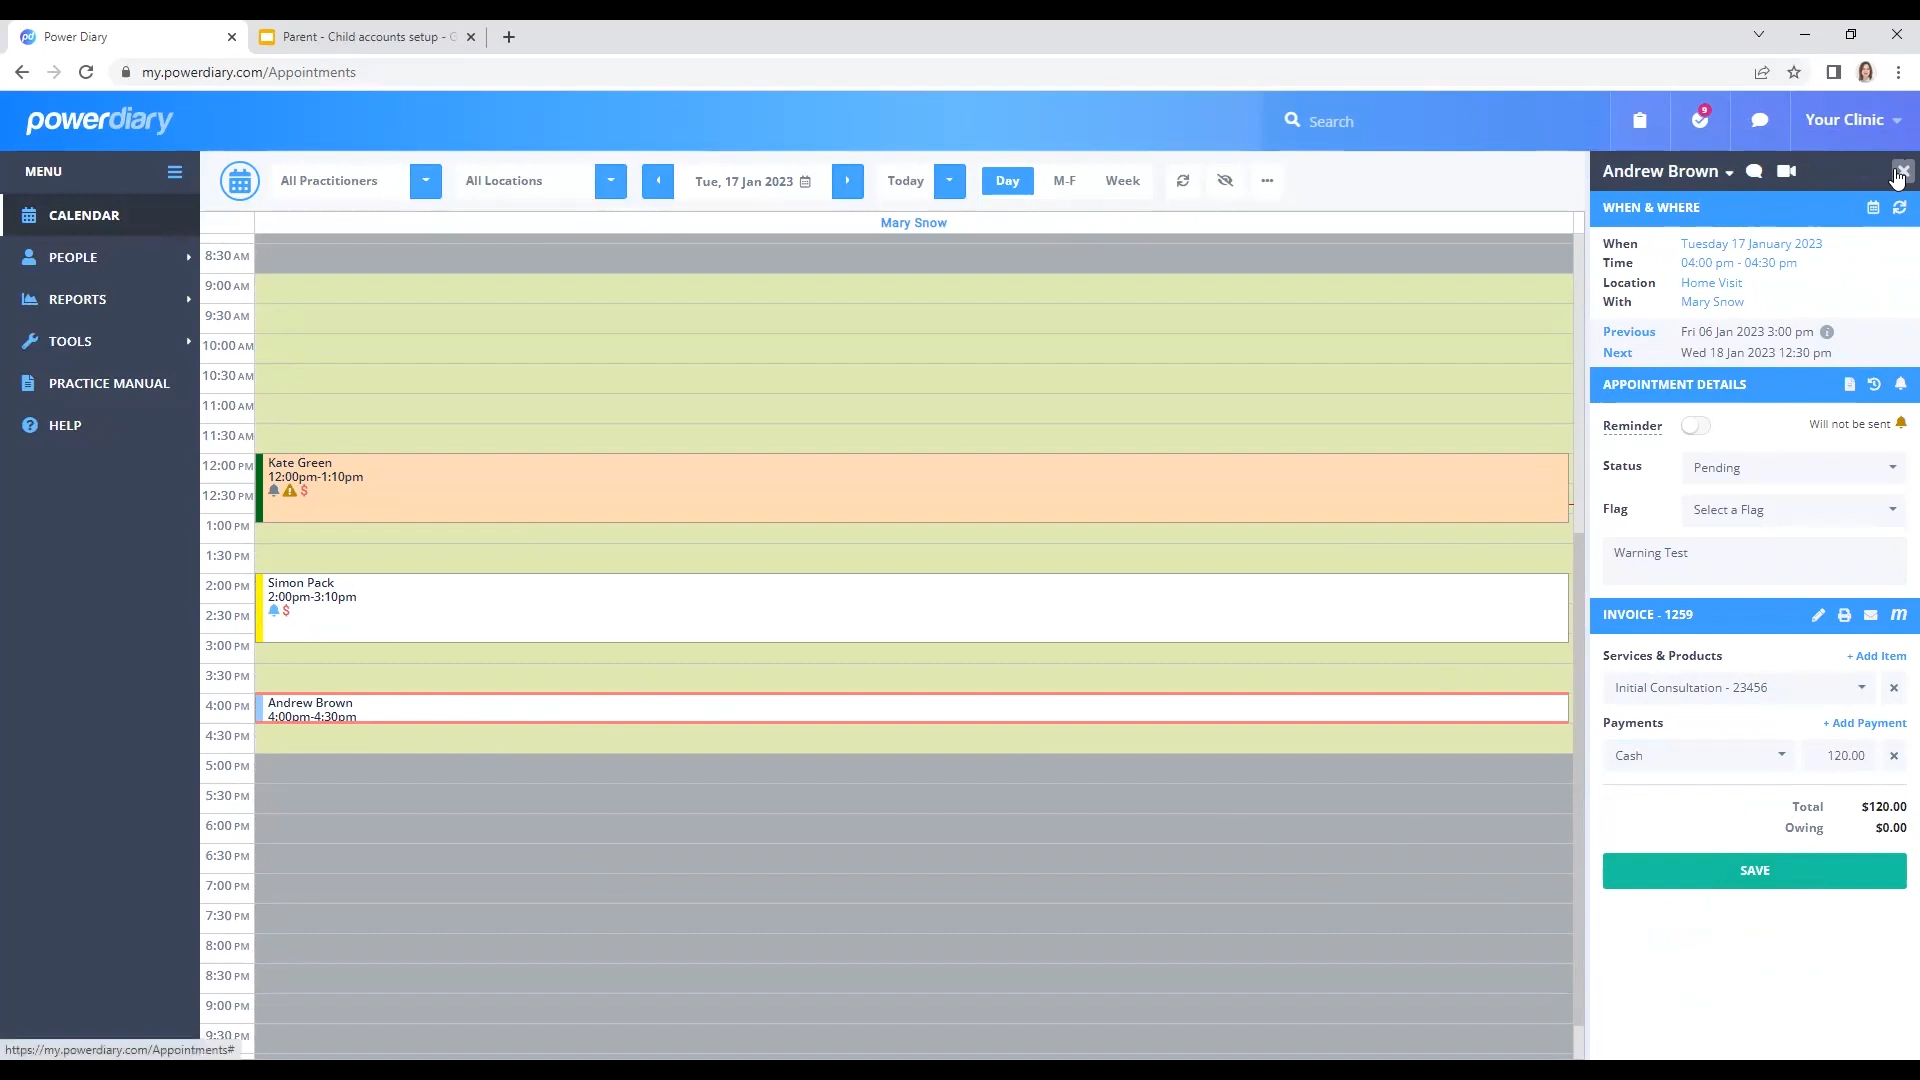 Power Diary
Parent - Child accounts setup - G
my.powerdiary.com/Appointments
powerdiary
Search
9
Your Clinic
MENU
CALENDAR
PEOPLE
REPORTS
TOOLS
PRACTICE MANUAL
HELP
All Practitioners
All Locations
Tue, 17 Jan 2023
Today
Day
M-F
Week
Mary Snow
8:30 AM
9:00 AM
9:30 AM
10:00 AM
10:30 AM
11:00 AM
11:30 AM
12:00 PM
12:30 PM
1:00 PM
1:30 PM
2:00 PM
2:30 PM
3:00 PM
3:30 PM
4:00 PM
4:30 PM
5:00 PM
5:30 PM
6:00 PM
6:30 PM
7:00 PM
7:30 PM
8:00 PM
8:30 PM
9:00 PM
9:30 PM
Kate Green
12:00pm-1:10pm
$
Simon Pack
2:00pm-3:10pm
$
Andrew Brown
4:00pm-4:30pm
Andrew Brown
WHEN & WHERE
When Tuesday 17 January 2023
Time 04:00 pm - 04:30 pm
Location Home Visit
With Mary Snow
Previous Fri 06 Jan 2023 3:00 pm
Next Wed 18 Jan 2023 12:30 pm
APPOINTMENT DETAILS
Reminder Will not be sent
Status Pending
Flag Select a Flag
Warning Test
INVOICE - 1259
m
Services & Products + Add Item
Initial Consultation - 23456
Payments + Add Payment
Cash 120.00
Total $120.00
Owing $0.00
SAVE
https://my.powerdiary.com/Appointments#